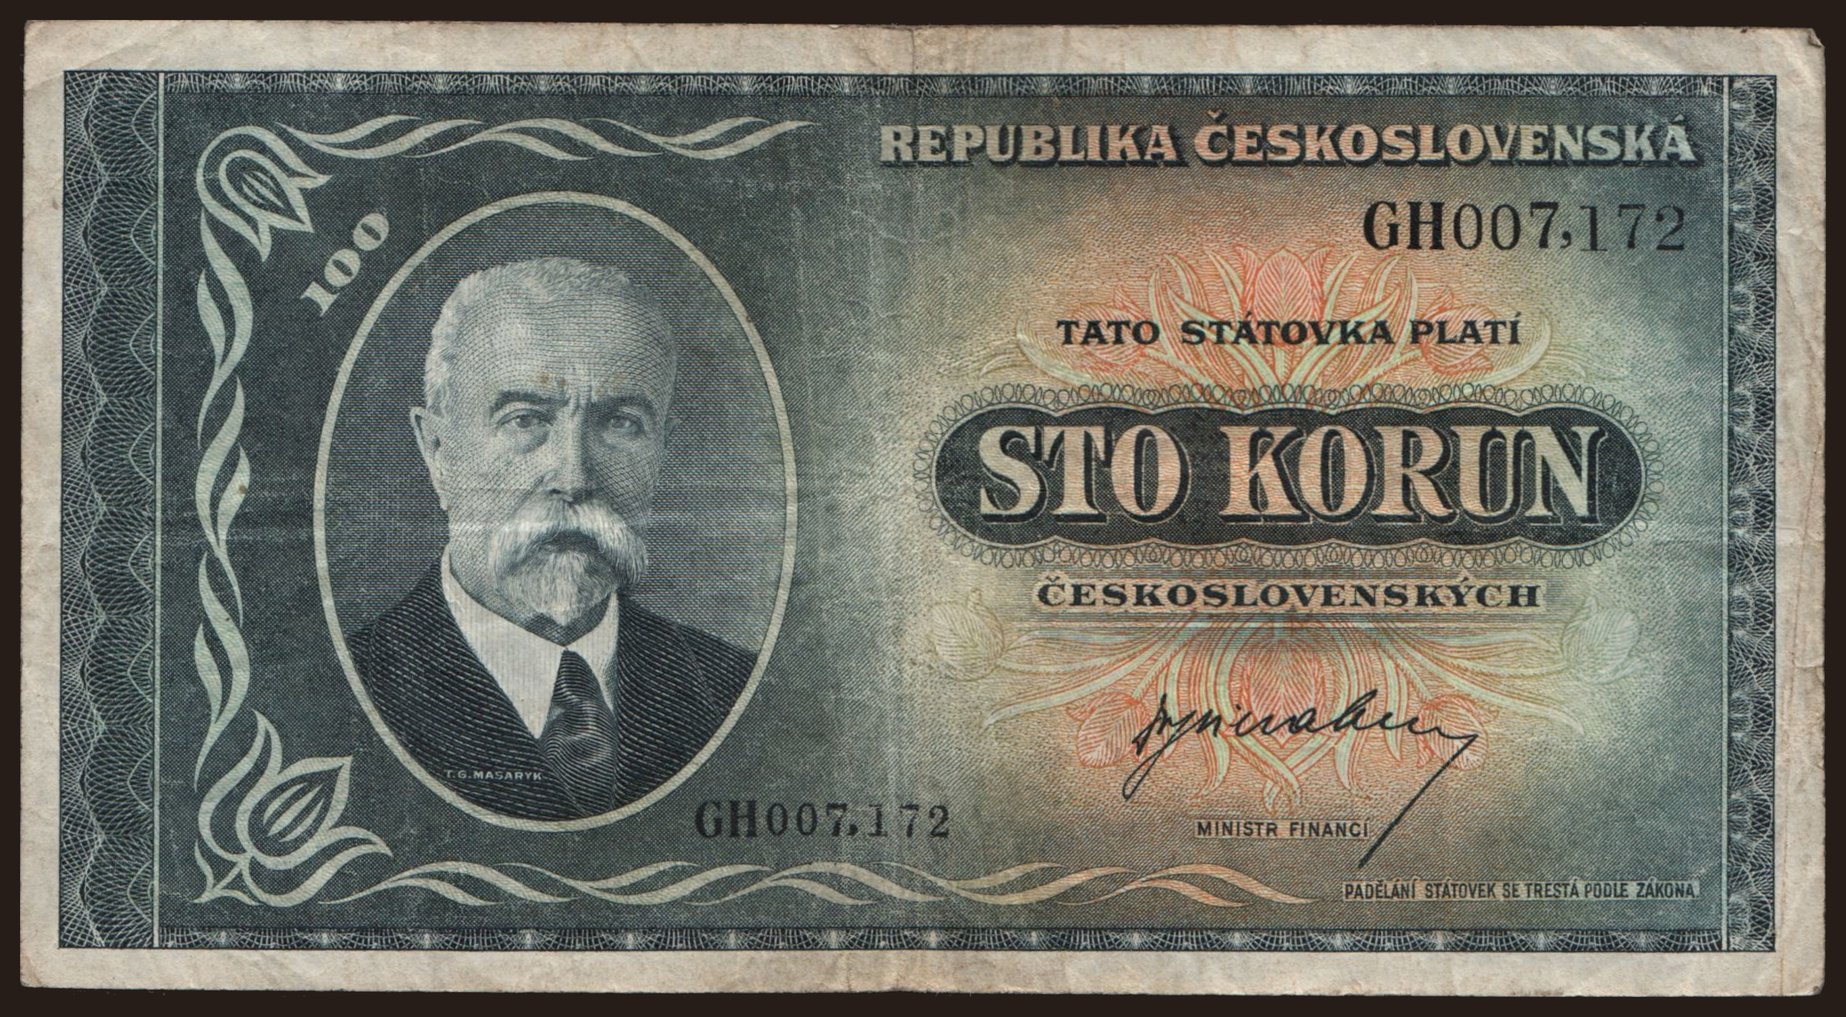 REPUBLIKA ČESKOSLOVENSKÁ
100
GH007,172
TATO STÁTOVKA PLATÍ
STO KORUN
ČESKOSLOVENSKÝCH
T.G.MASARYK
GH007,172
MINISTR FINANCÍ
PADĚLÁNÍ STÁTOVEK SE TRESTÁ PODLE ZÁKONA